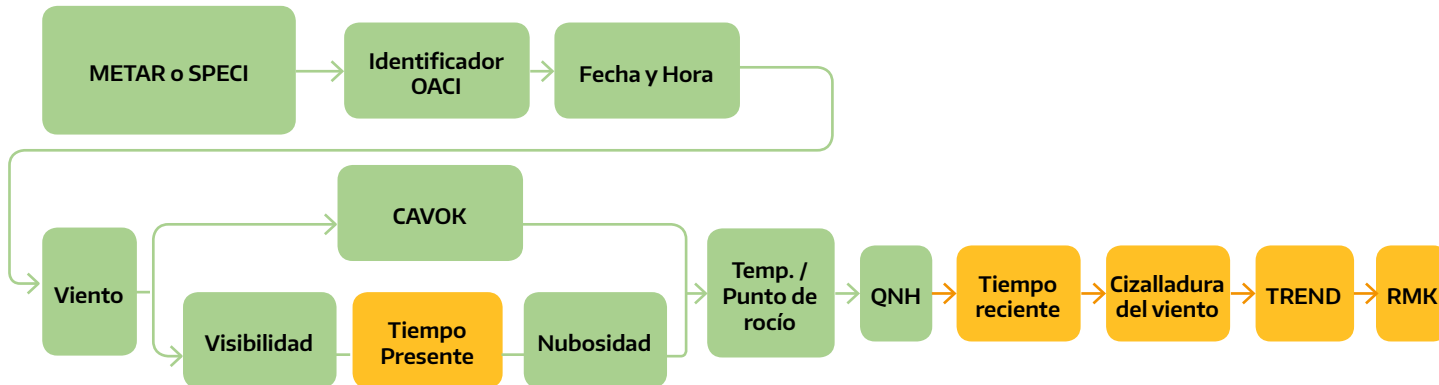 METAR o SPECI
Identificador
OACI
Fecha y Hora
CAVOK
Viento
Visibilidad
Tiempo
Presente
Nubosidad
Temp. /
Punto de
rocío
QNH
Tiempo
reciente
Cizalladura
del viento
TREND
RMK